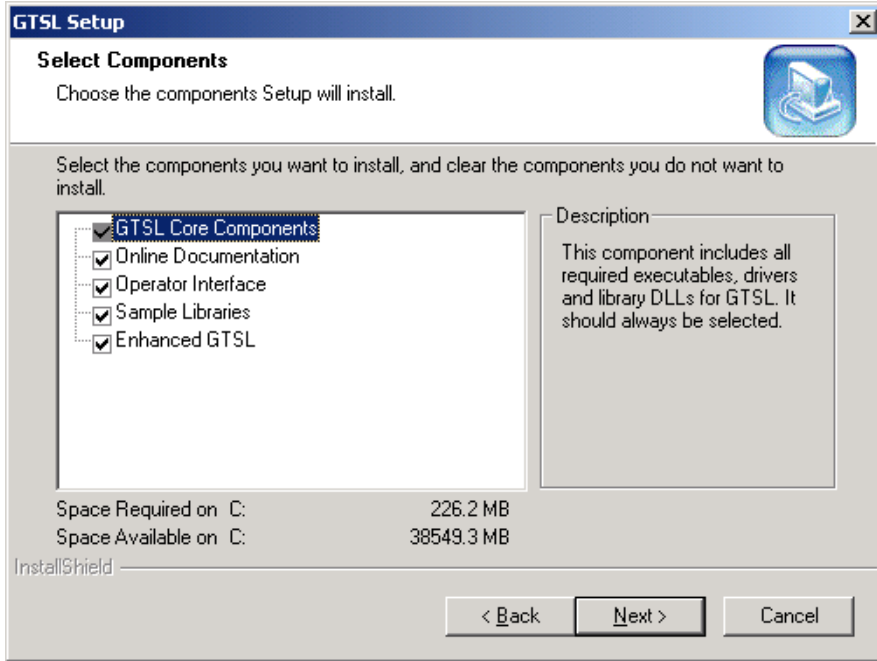 GTSL Setup
Select Components
Choose the components Setup will install.
Select the components you want to install, and clear the components you do not want to
install.
GTSL Core Components
Online Documentation
Operator Interface
Sample Libraries
Enhanced GTSL
Description
This component includes all
required executables, drivers
and library DLLs for GTSL. It
should always be selected.
Space Required on C: 226.2 MB
Space Available on C: 38549.3 MB
InstallShield
< Back Next > Cancel